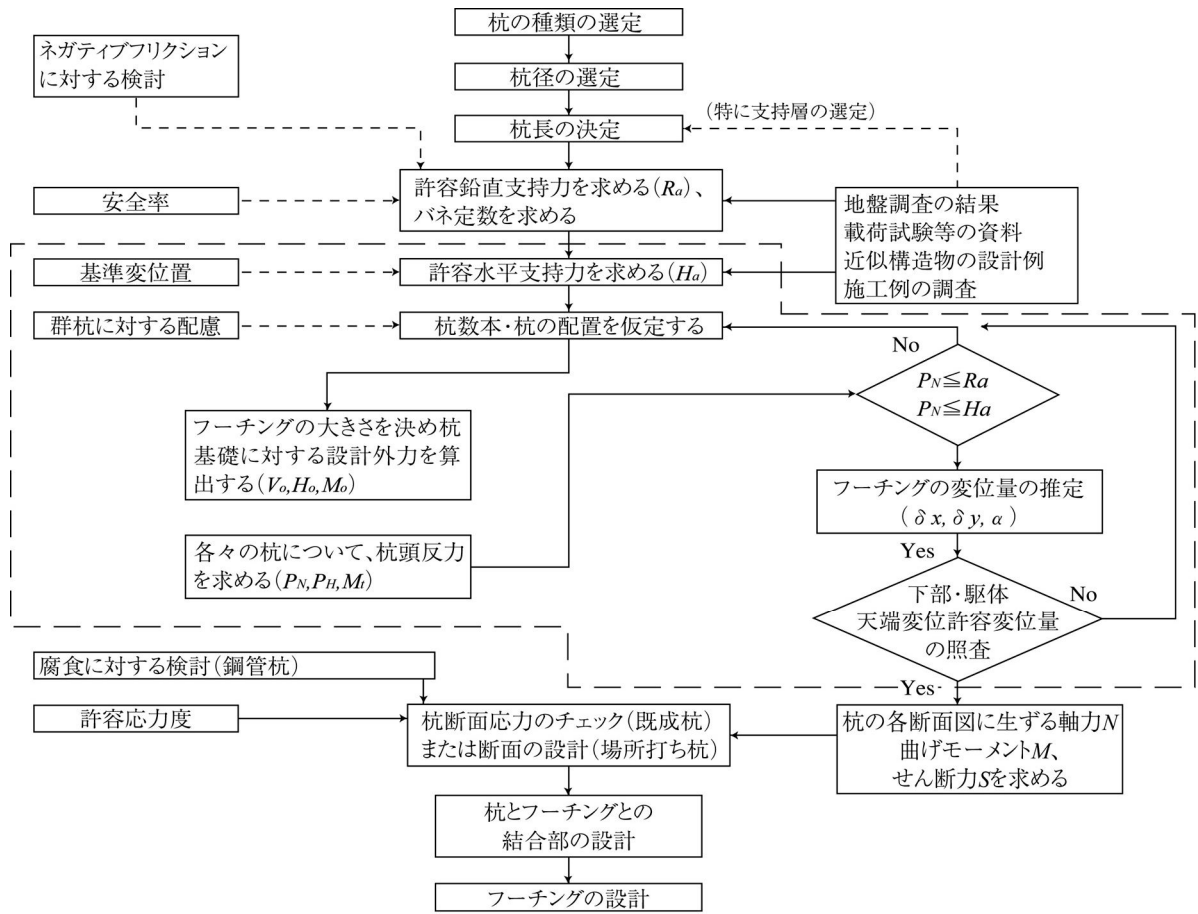 杭の種類の選定
ネガティブフリクション
に対する検討
杭径の選定
(特に支持層の選定)
杭長の決定
許容鉛直支持力を求める(Ra)、
バネ定数を求める
安全率
地盤調査の結果
載荷試験等の資料
近似構造物の設計例
施工例の調査
基準変位置
許容水平支持力を求める(Ha)
群杭に対する配慮
杭数本・杭の配置を仮定する
No
PN≦Ra
PN≦Ha
フーチングの大きさを決め杭
基礎に対する設計外力を算
出する(Vo,Ho,Mo)
フーチングの変位量の推定
(δx,δy,α)
各々の杭について、杭頭反力
を求める(PN,PH,Mt)
Yes
下部・駆体
天端変位許容変位量
の照査
No
Yes
腐食に対する検討(鋼管杭)
許容応力度
杭断面応力のチェック(既成杭)
または断面の設計(場所打ち杭)
杭の各断面図に生ずる軸力N
曲げモーメントM、
せん断力Sを求める
杭とフーチングとの
結合部の設計
フーチングの設計